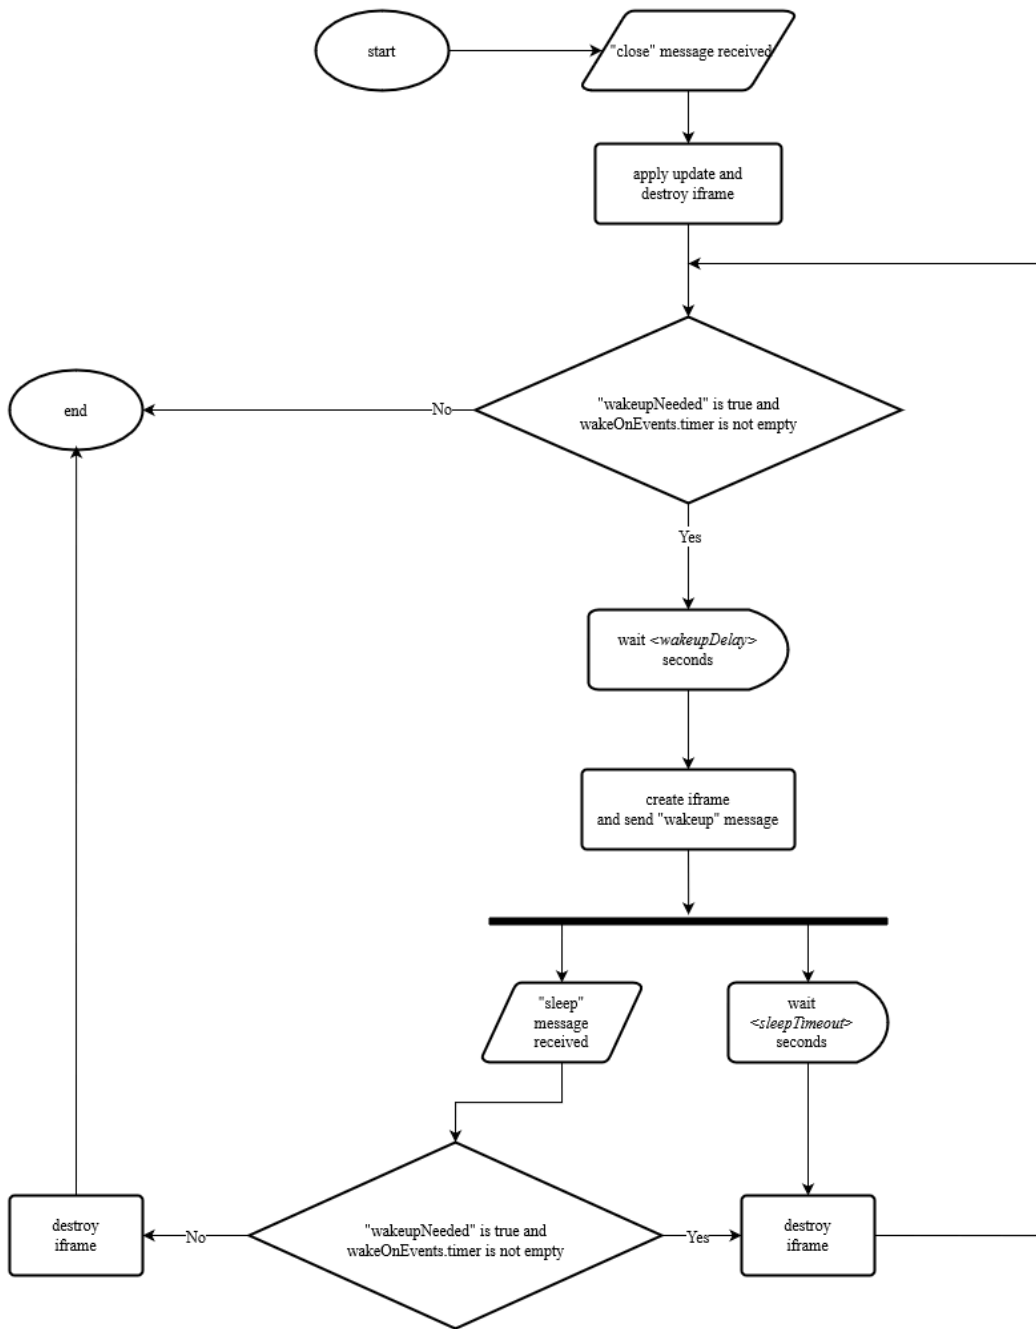 start
"close" message received
apply update and
destroy iframe
"wakeupNeeded" is true and
wakeOnEvents.timer is not empty
No
end
Yes
wait <wakeupDelay>
seconds
create iframe
and send "wakeup" message
"sleep"
message
received
wait
<sleepTimeout>
seconds
"wakeupNeeded" is true and
wakeOnEvents.timer is not empty
No
destroy
iframe
Yes
destroy
iframe